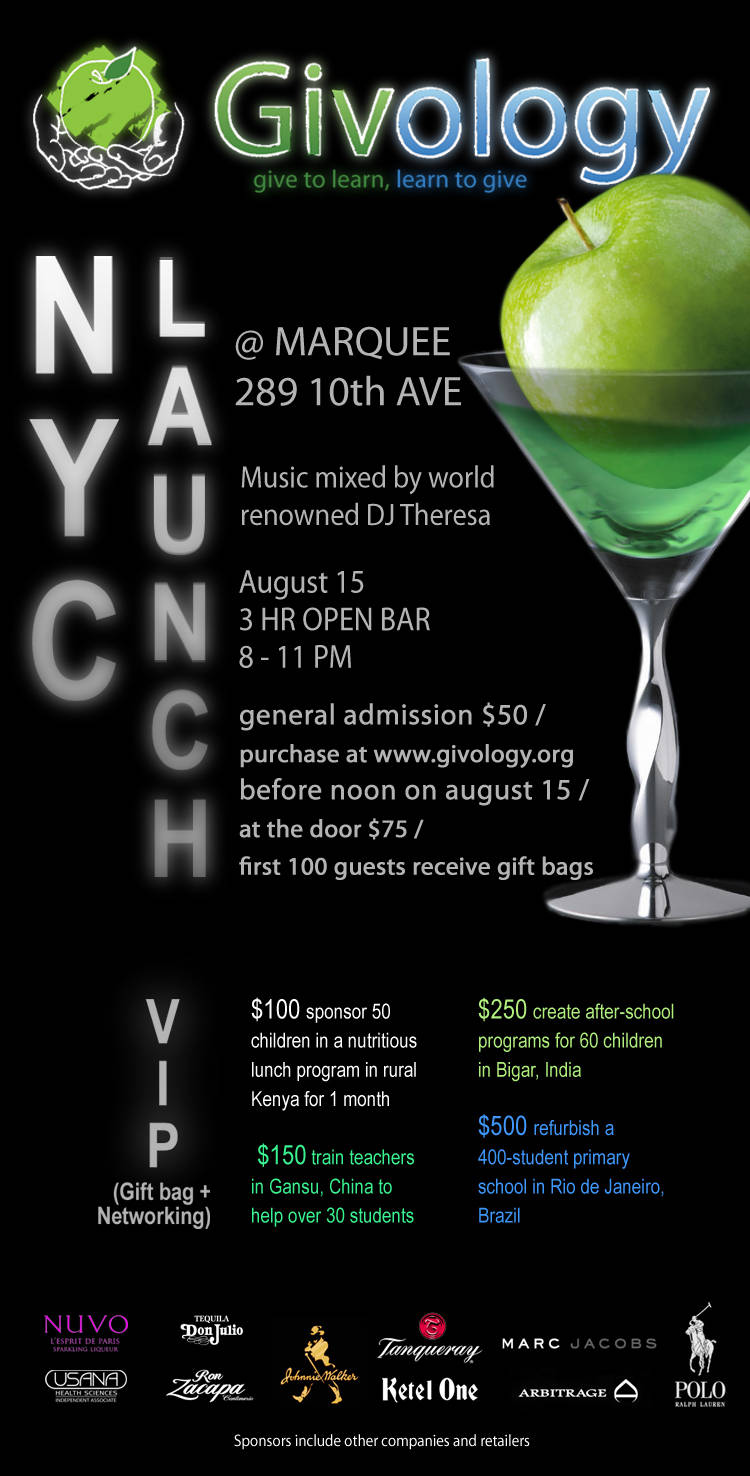 Givology
give to learn, learn to give
NYC
LAUNCH
@ MARQUEE
289 10th AVE
Music mixed by world
renowned DJ Theresa
August 15
3 HR OPEN BAR
8 - 11 PM
general admission $50 /
purchase at www.givology.org
before noon on august 15 /
at the door $75 /
first 100 guests receive gift bags
VIP
(Gift bag +
Networking)
$100 sponsor 50
children in a nutritious
lunch program in rural
Kenya for 1 month
$150 train teachers
in Gansu, China to
help over 30 students
$250 create after-school
programs for 60 children
in Bigar, India
$500 refurbish a
400-student primary
school in Rio de Janeiro,
Brazil
NUVO
L'ESPRIT DE PARIS
SPARKLING LIQUEUR
TEQUILA
Don Julio
Johnnie Walker
Tanqueray
MARC JACOBS
POLO
RALPH LAUREN
USANA
HEALTH SCIENCES
INDEPENDENT ASSOCIATE
Ron
Zacapa
Centenario
Ketel One
ARBITRAGE
Sponsors include other companies and retailers